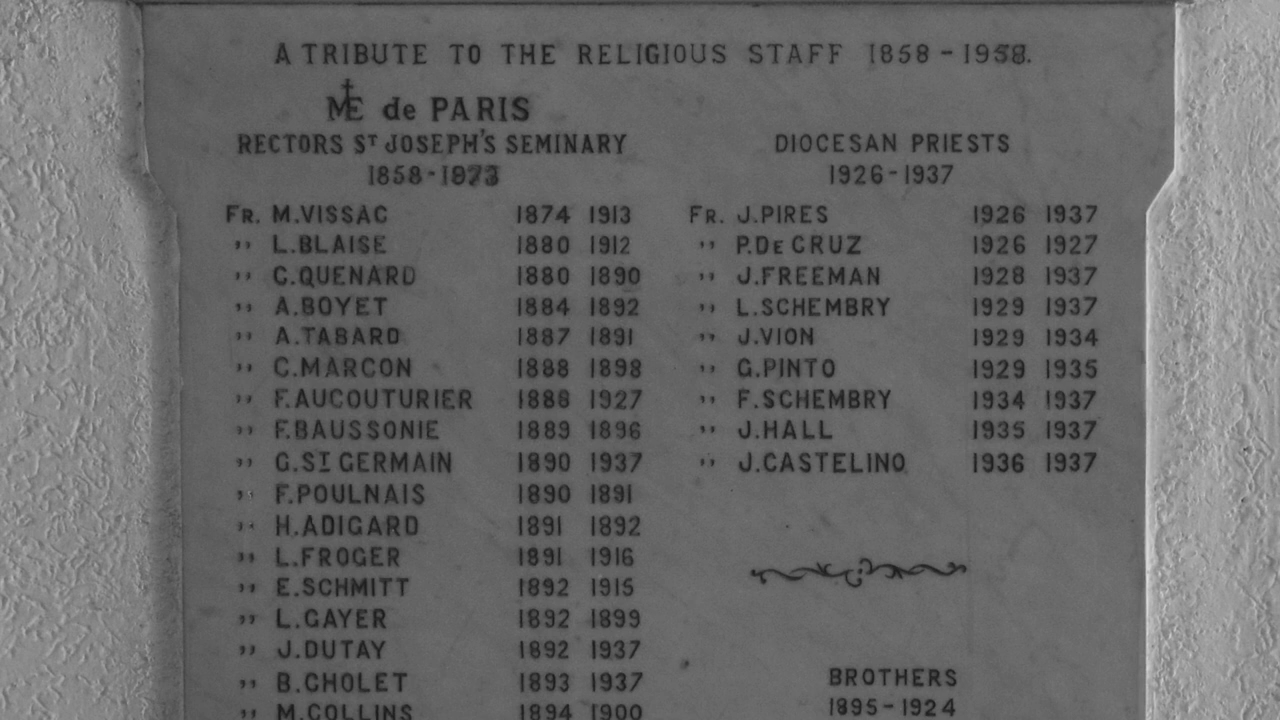 A TRIBUTE TO THE RELIGIOUS STAFF 1858 - 1958.
ME de PARIS
RECTORS ST JOSEPH'S SEMINARY
1858 - 1973
FR. M.VISSAC 1874 1913
,, L.BLAISE 1880 1912
,, C.QUENARD 1880 1890
,, A.BOYET 1884 1892
,, A.TABARD 1887 1891
,, C.MARCON 1888 1898
,, F.AUCOUTURIER 1888 1927
,, F.BAUSSONIE 1889 1896
,, G.ST GERMAIN 1890 1937
,, F.POULNAIS 1890 1891
,, H.ADIGARD 1891 1892
,, L.FROGER 1891 1916
,, E.SCHMITT 1892 1915
,, L.GAYER 1892 1899
,, J.DUTAY 1892 1937
,, B.CHOLET 1893 1937
,, M.COLLINS 1894 1900
DIOCESAN PRIESTS
1926 - 1937
FR. J.PIRES 1926 1937
,, P.DE CRUZ 1926 1927
,, J.FREEMAN 1928 1937
,, L.SCHEMBRY 1929 1937
,, J.VION 1929 1934
,, G.PINTO 1929 1935
,, F.SCHEMBRY 1934 1937
,, J.HALL 1935 1937
,, J.CASTELINO 1936 1937
BROTHERS
1895 - 1924